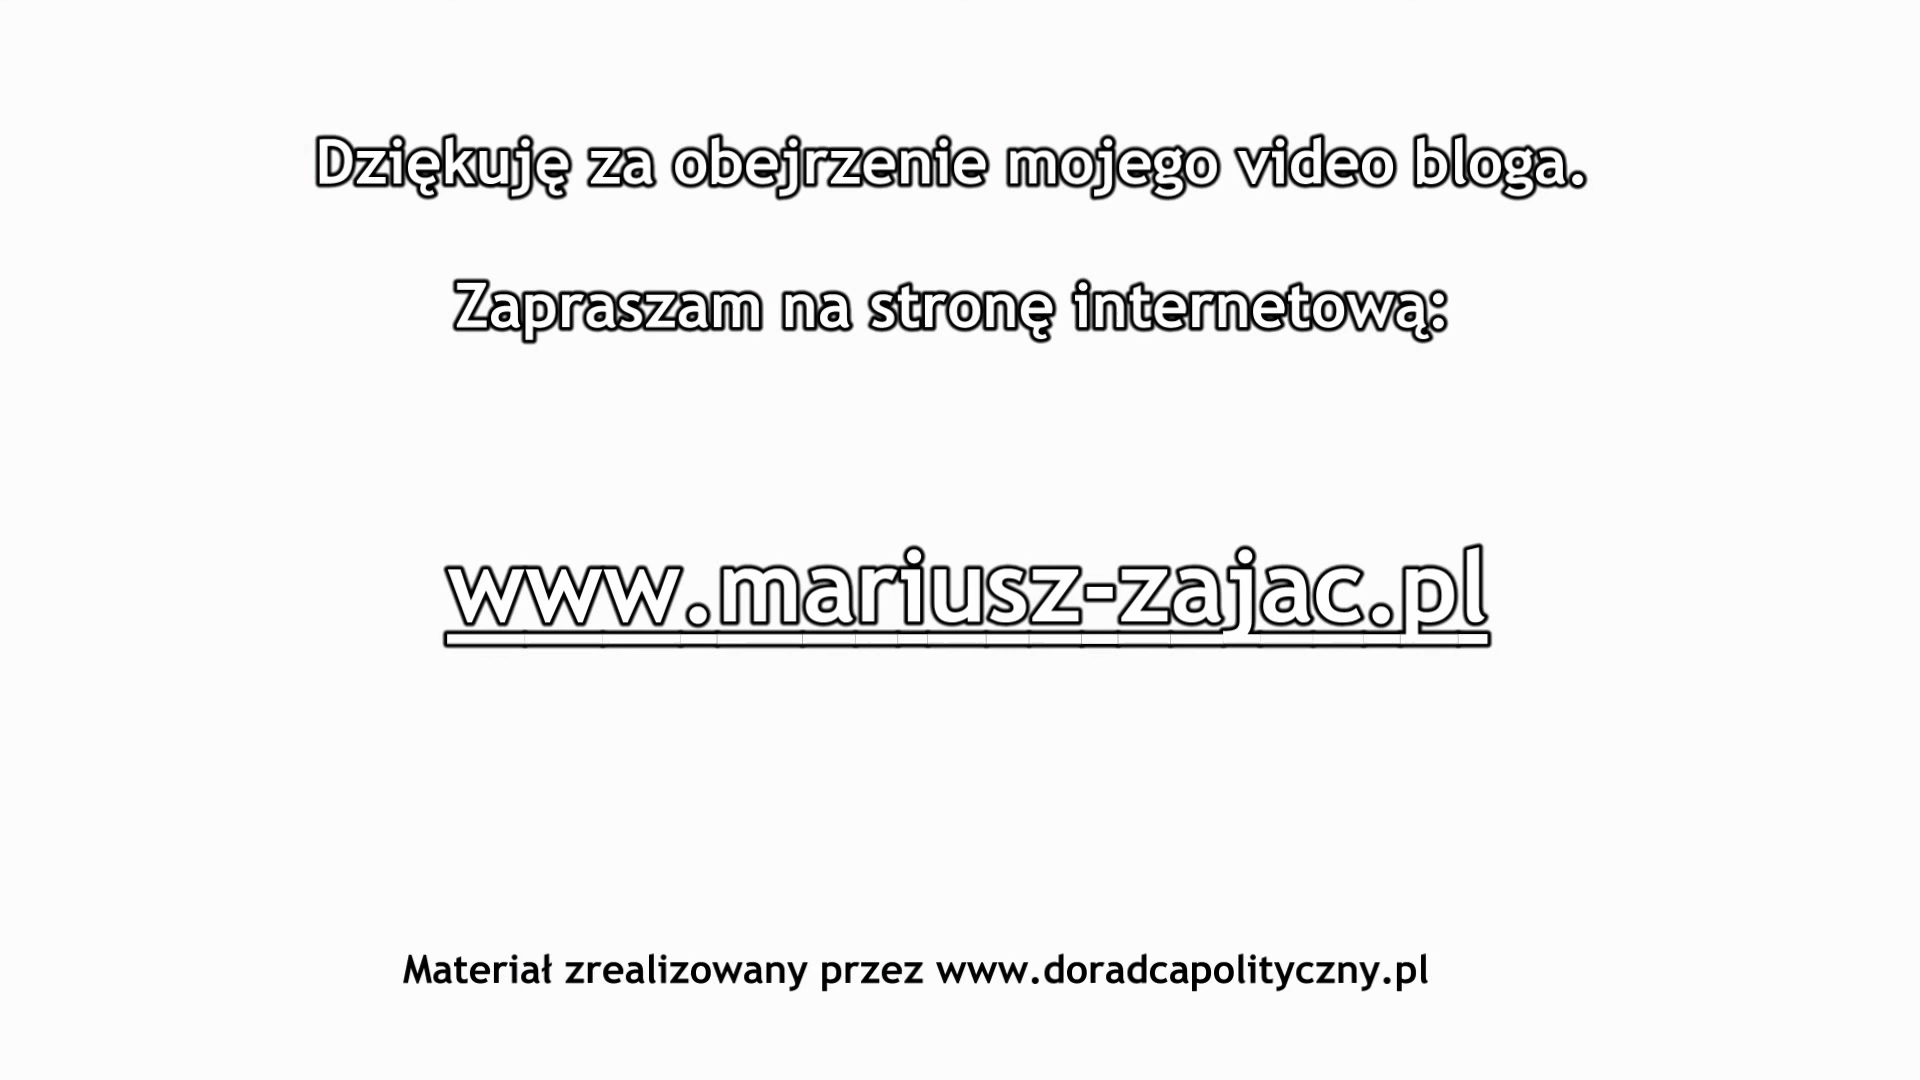 Dziękuję za obejrzenie mojego video bloga.
Zapraszam na stronę internetową:
www.mariusz-zajac.pl
Materiał zrealizowany przez www.doradcapolityczny.pl